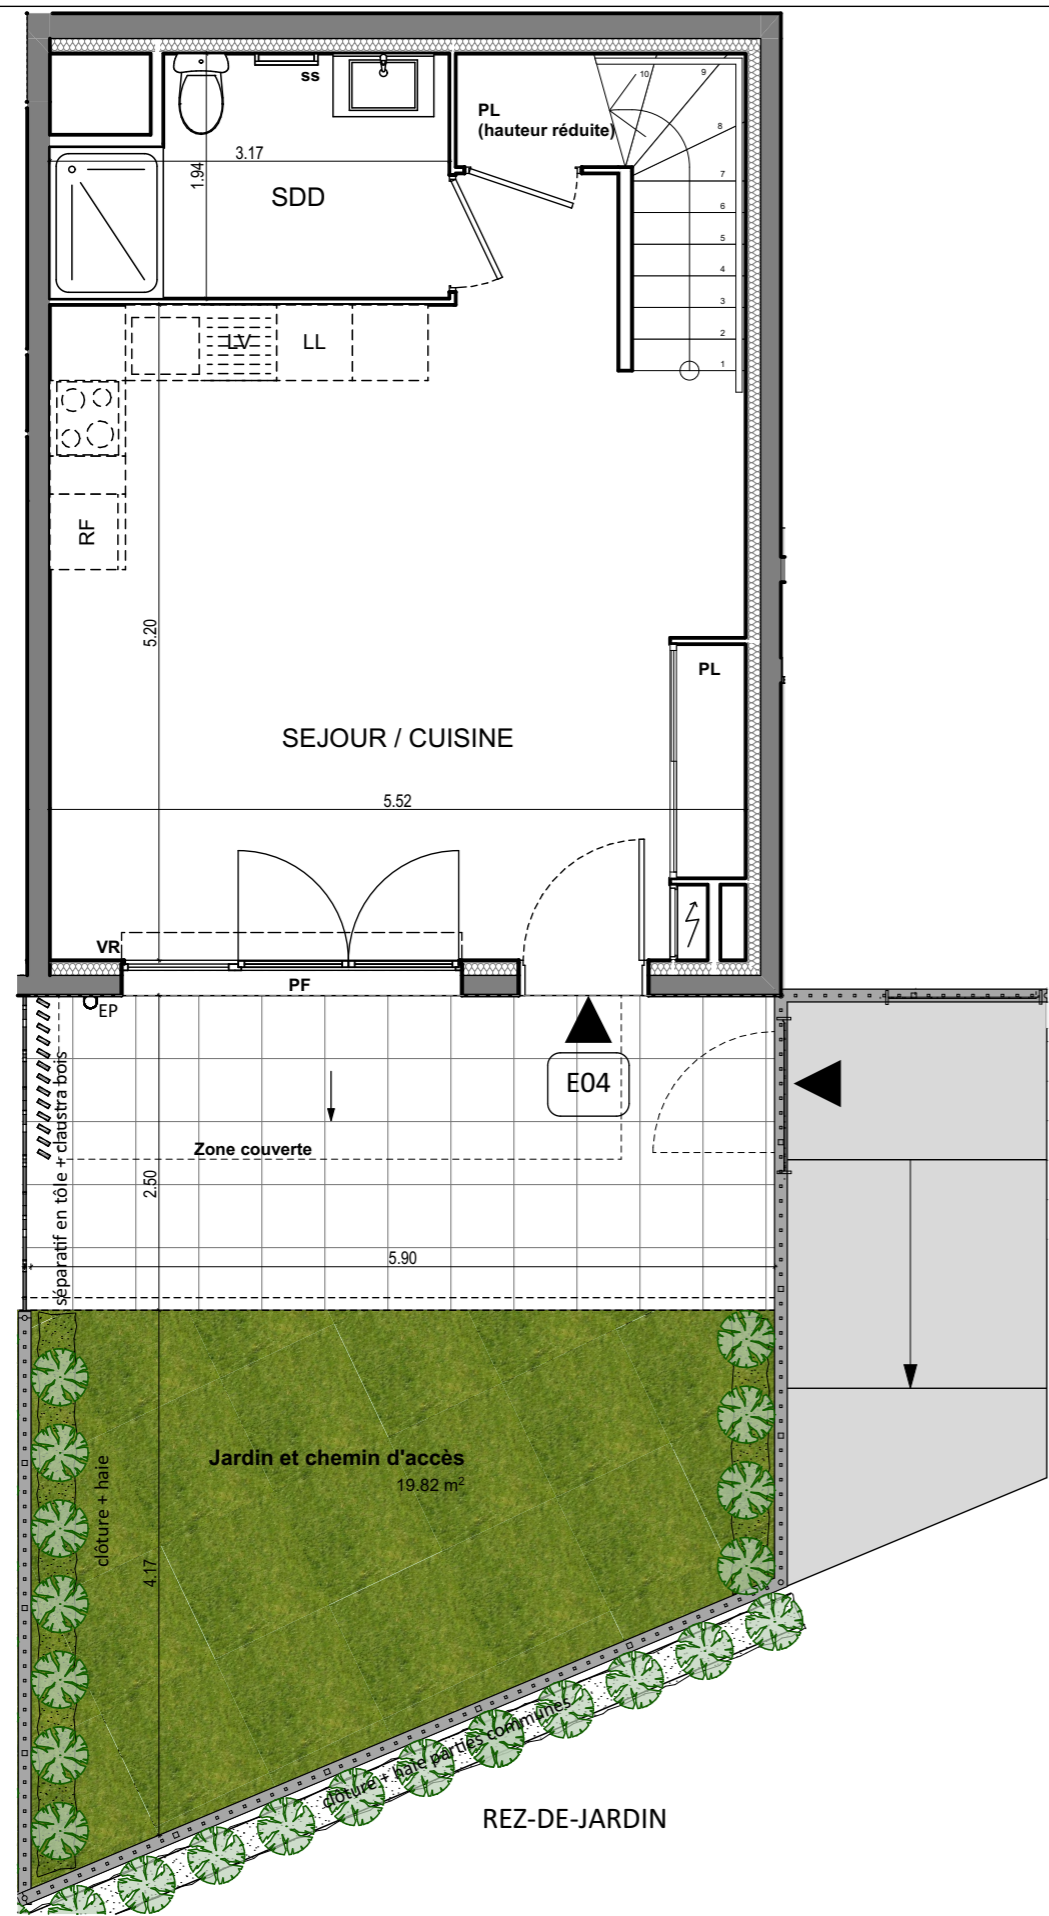 ss
PL
(hauteur réduite)
10
9
8
7
6
5
4
3
2
1
3.17
1.94
SDD
LV
LL
RF
5.20
PL
SEJOUR / CUISINE
5.52
VR
PF
EP
E04
séparatif en tôle + claustra bois
Zone couverte
2.50
5.90
Jardin et chemin d'accès
19.82 m²
clôture + haie
4.17
clôture + haie parties communes
REZ-DE-JARDIN